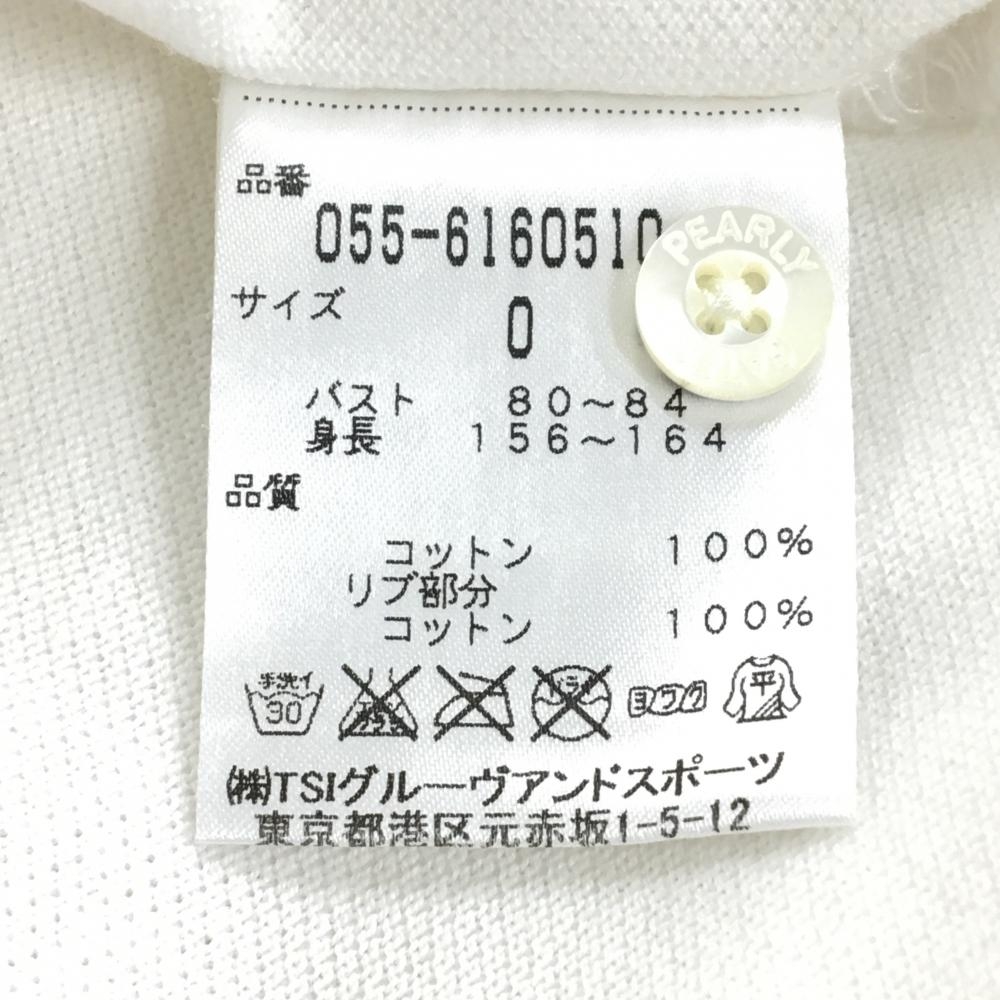 品番
055-6160510
PEARLY
サイズ
0
バスト 80～84
身長 156～164
品質
コットン 100%
リブ部分
コットン 100%
手洗イ
30
ヨワク
平
㈱TSIグルーヴアンドスポーツ
東京都港区元赤坂1-5-12